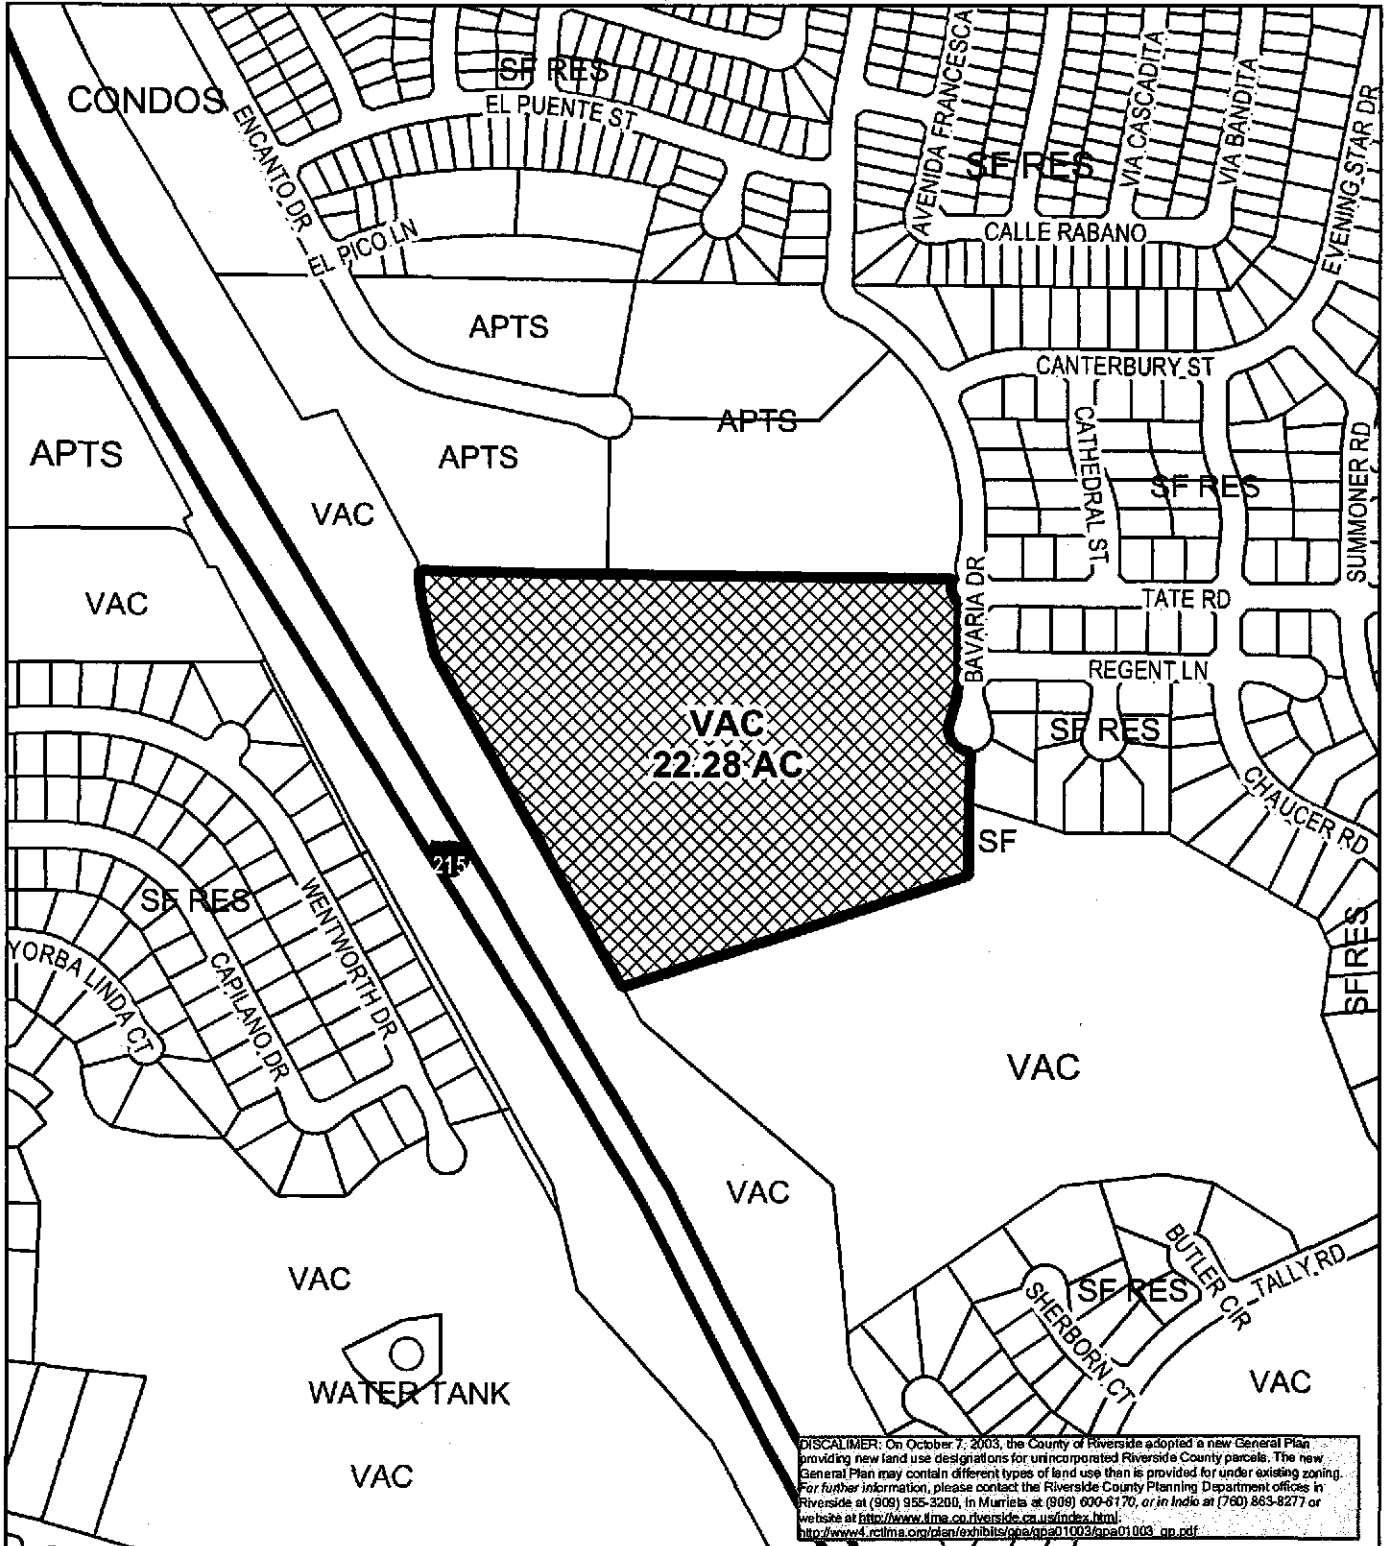 SF RES
CONDOS
EL PUENTE ST
ENCANTO DR
AVENIDA FRANCESCA
VIA CASCADITA
VIA BANDITA
EVENING STAR DR
SF RES
EL PICO LN
CALLE RABANO
APTS
CANTERBURY ST
APTS
APTS
APTS
CATHEDRAL ST
SF RES
SUMMONER RD
VAC
VAC
BAVARIA DR
TATE RD
REGENT LN
VAC
22.28 AC
SF RES
CHAUCER RD
SF
215
SF RES
WENTWORTH DR
YORBA LINDA CT
CAPILANO DR
SF RES
VAC
VAC
VAC
BUTLER CIR
TALLY RD
SF RES
SHERBORN CT
WATER TANK
VAC
VAC
DISCALIMER: On October 7, 2003, the County of Riverside adopted a new General Plan
providing new land use designations for unincorporated Riverside County parcels. The new
General Plan may contain different types of land use than is provided for under existing zoning.
For further information, please contact the Riverside County Planning Department offices in
Riverside at (909) 955-3200, in Murrieta at (909) 600-6170, or in Indio at (760) 863-8277 or
website at http://www.tlma.co.riverside.ca.us/index.html.
http://www4.rctlma.org/plan/exhibits/gpa/gpa01003/gpa01003_gp.pdf